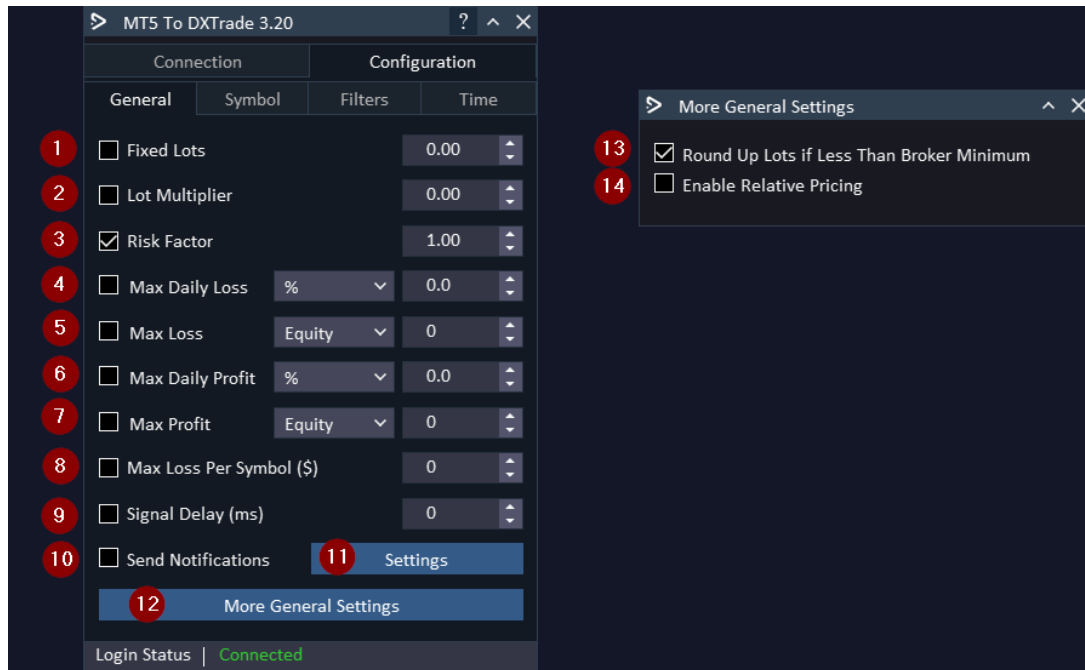 MT5 To DXTrade 3.20 ?
Connection Configuration
General Symbol Filters Time
1 Fixed Lots 0.00
2 Lot Multiplier 0.00
3 Risk Factor 1.00
4 Max Daily Loss % 0.0
5 Max Loss Equity 0
6 Max Daily Profit % 0.0
7 Max Profit Equity 0
8 Max Loss Per Symbol ($) 0
9 Signal Delay (ms) 0
10 Send Notifications 11 Settings
12 More General Settings
Login Status | Connected
More General Settings
13 Round Up Lots if Less Than Broker Minimum
14 Enable Relative Pricing